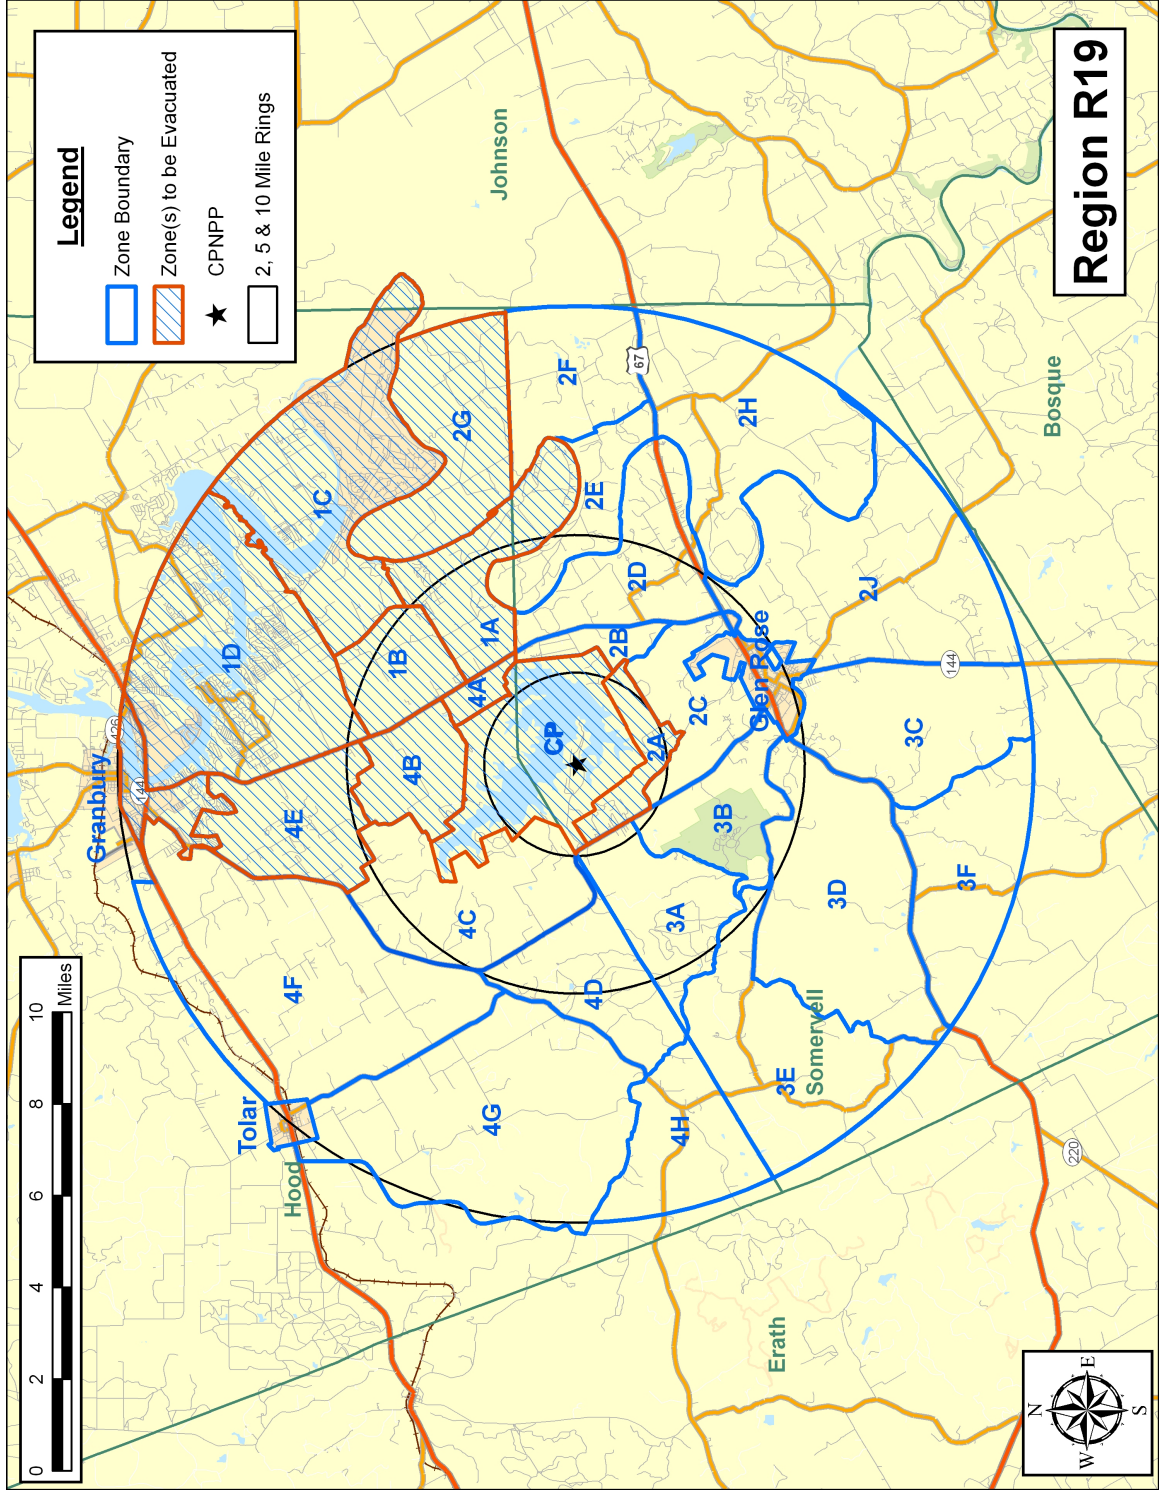 Legend
Zone Boundary
Zone(s) to be Evacuated
CPNPP
2, 5 & 10 Mile Rings
Region R19
0 2 4 6 8 10
Miles
N
W E
S
Granbury
426
144
Tolar
Hood
Johnson
Bosque
Erath
Somervell
Glen Rose
67
144
220
1A
1B
1C
1D
2A
2B
2C
2D
2E
2F
2G
2H
2J
3A
3B
3C
3D
3E
3F
4A
4B
4C
4D
4E
4F
4G
4H
CP